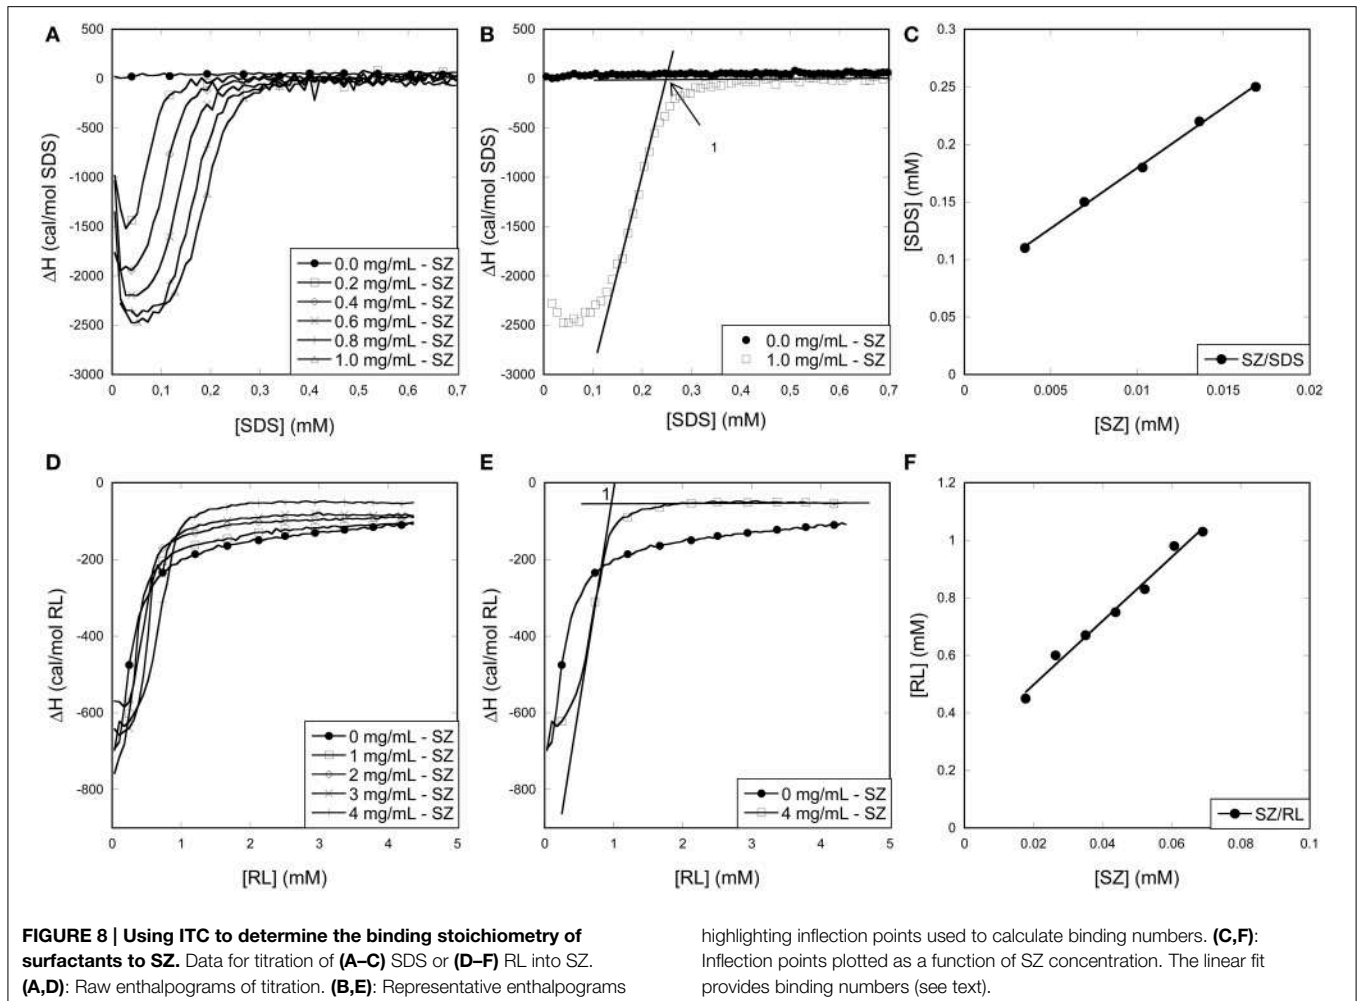 A
500
0
-500
-1000
-1500
-2000
-2500
-3000
ΔH (cal/mol SDS)
0.0 mg/mL - SZ
0.2 mg/mL - SZ
0.4 mg/mL - SZ
0.6 mg/mL - SZ
0.8 mg/mL - SZ
1.0 mg/mL - SZ
0 0,1 0,2 0,3 0,4 0,5 0,6 0,7
[SDS] (mM)
B
500
0
-500
-1000
-1500
-2000
-2500
-3000
ΔH (cal/mol SDS)
1
0.0 mg/mL - SZ
1.0 mg/mL - SZ
0 0,1 0,2 0,3 0,4 0,5 0,6 0,7
[SDS] (mM)
C
0.3
0.25
0.2
0.15
0.1
0.05
0
[SDS] (mM)
SZ/SDS
0 0.005 0.01 0.015 0.02
[SZ] (mM)
D
0
-200
-400
-600
-800
ΔH (cal/mol RL)
0 mg/mL - SZ
1 mg/mL - SZ
2 mg/mL - SZ
3 mg/mL - SZ
4 mg/mL - SZ
0 1 2 3 4 5
[RL] (mM)
E
0
-200
-400
-600
-800
ΔH (cal/mol RL)
1
0 mg/mL - SZ
4 mg/mL - SZ
0 1 2 3 4 5
[RL] (mM)
F
1.2
1
0.8
0.6
0.4
0.2
0
[RL] (mM)
SZ/RL
0 0.02 0.04 0.06 0.08 0.1
[SZ] (mM)
FIGURE 8 | Using ITC to determine the binding stoichiometry of
surfactants to SZ. Data for titration of (A–C) SDS or (D–F) RL into SZ.
(A,D): Raw enthalpograms of titration. (B,E): Representative enthalpograms
highlighting inflection points used to calculate binding numbers. (C,F):
Inflection points plotted as a function of SZ concentration. The linear fit
provides binding numbers (see text).